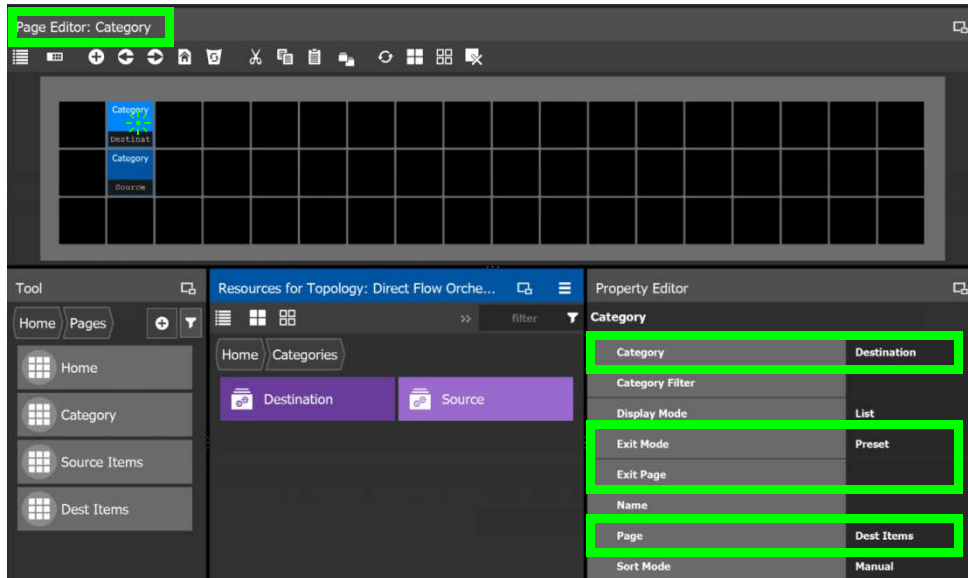 Page Editor: Category
Category
Destinat
Category
Source
Tool
Home Pages
Home
Category
Source Items
Dest Items
Resources for Topology: Direct Flow Orche...
>> filter
Home Categories
Destination Source
Property Editor
Category
Category Destination
Category Filter
Display Mode List
Exit Mode Preset
Exit Page
Name
Page Dest Items
Sort Mode Manual